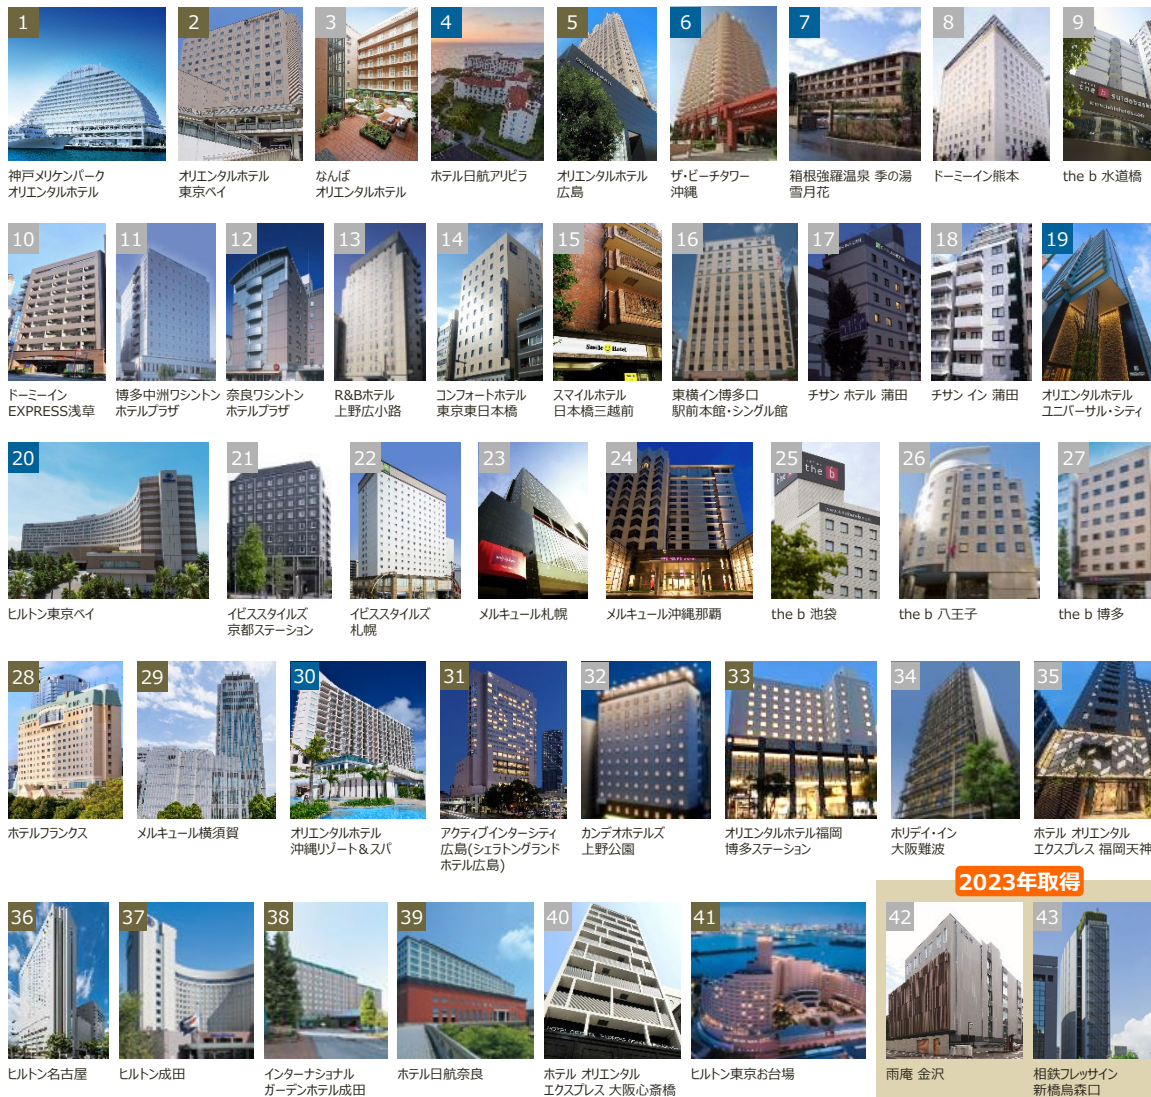 1
2
3
4
5
6
7
8
9
the b suidobashi
神戸メリケンパーク
オリエンタルホテル
オリエンタルホテル
東京ベイ
なんば
オリエンタルホテル
ホテル日航アリビラ
オリエンタルホテル
広島
ザ・ビーチタワー
沖縄
箱根強羅温泉 季の湯
雪月花
ドーミーイン熊本
the b 水道橋
10
11
12
13
14
15
16
17
18
19
Smile Hotel
ドーミーイン
EXPRESS浅草
博多中洲ワシントン
ホテルプラザ
奈良ワシントン
ホテルプラザ
R&Bホテル
上野広小路
コンフォートホテル
東京東日本橋
スマイルホテル
日本橋三越前
東横イン博多口
駅前本館・シングル館
チサン ホテル 蒲田
チサン イン 蒲田
オリエンタルホテル
ユニバーサル・シティ
20
21
22
23
24
25
26
27
the b
ヒルトン東京ベイ
イビススタイルズ
京都ステーション
イビススタイルズ
札幌
メルキュール札幌
メルキュール沖縄那覇
the b 池袋
the b 八王子
the b 博多
28
29
30
31
32
33
34
35
ホテルフランクス
メルキュール横須賀
オリエンタルホテル
沖縄リゾート＆スパ
アクティブインターシティ
広島(シェラトングランド
ホテル広島)
カンデオホテルズ
上野公園
オリエンタルホテル福岡
博多ステーション
ホリデイ・イン
大阪難波
ホテル オリエンタル
エクスプレス 福岡天神
2023年取得
36
37
38
39
40
41
42
43
ヒルトン名古屋
ヒルトン成田
インターナショナル
ガーデンホテル成田
ホテル日航奈良
ホテル オリエンタル
エクスプレス 大阪心斎橋
ヒルトン東京お台場
雨庵 金沢
相鉄フレッサイン
新橋烏森口